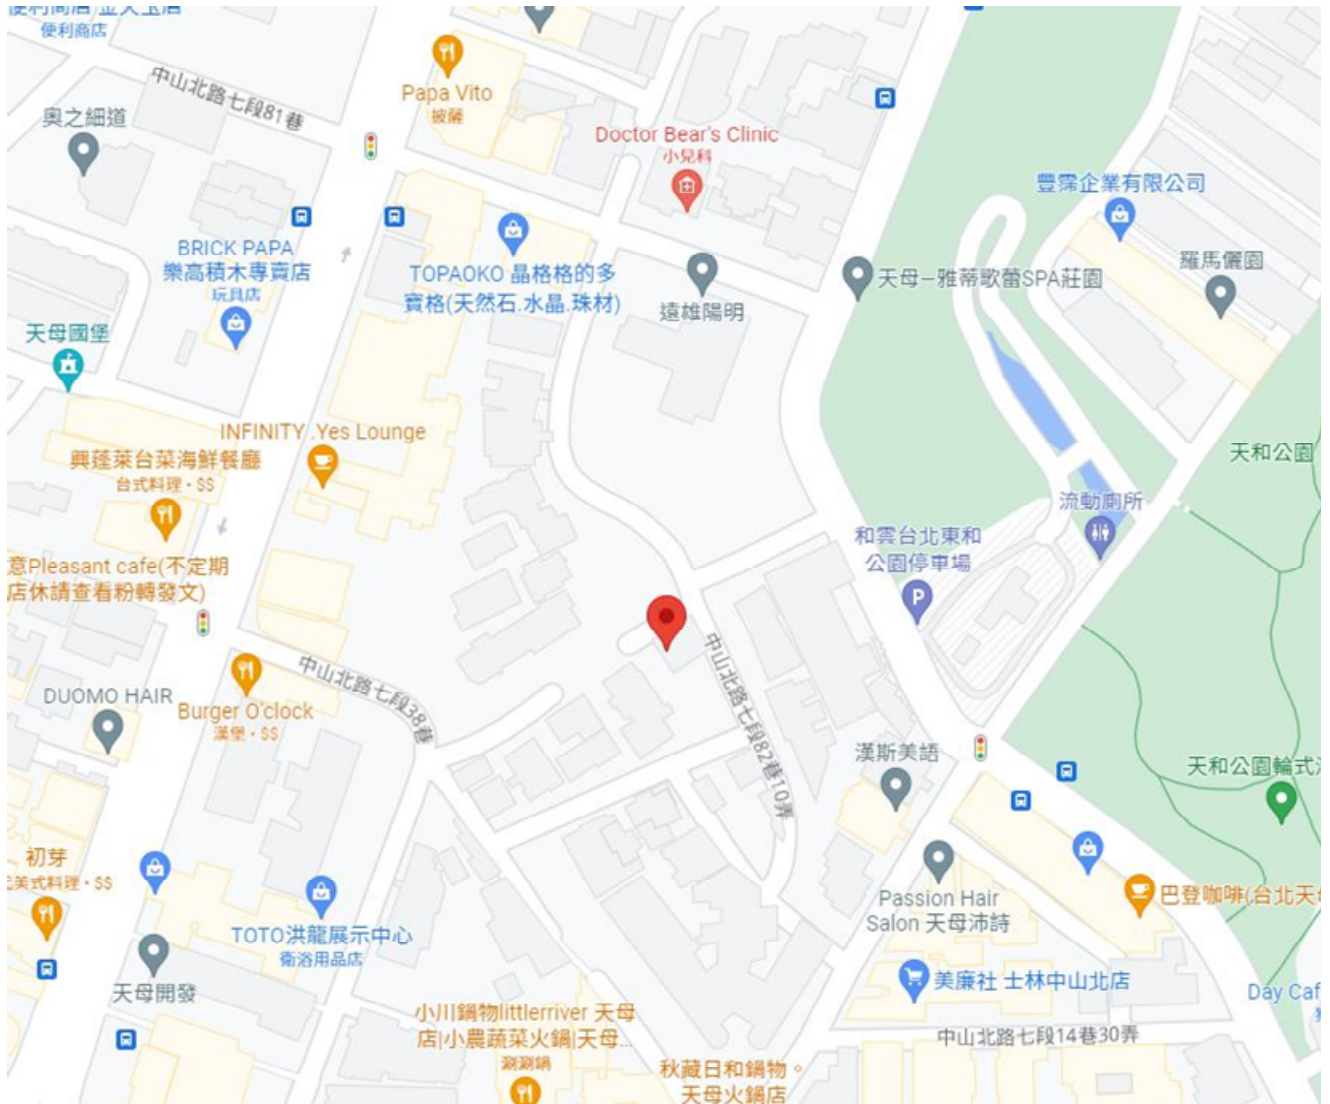 便利商店
中山北路七段81巷
奧之細道
Papa Vito
披薩
Doctor Bear's Clinic
小兒科
豐霈企業有限公司
羅馬儷園
BRICK PAPA
樂高積木專賣店
玩具店
TOPAOKO 晶格格的多
寶格(天然石.水晶.珠材)
遠雄陽明
天母－雅蒂歌蕾SPA莊園
天母國堡
INFINITY .Yes Lounge
興蓬萊台菜海鮮餐廳
台式料理・$$
天和公園
流動廁所
和雲台北東和
公園停車場
意Pleasant cafe(不定期
店休請查看粉轉發文)
中山北路七段38巷
中山北路七段82巷10弄
Burger O'clock
漢堡・$$
DUOMO HAIR
漢斯美語
天和公園輪式
初芽
美式料理・$$
Passion Hair
Salon 天母沛詩
巴登咖啡(台北天
TOTO洪龍展示中心
衛浴用品店
天母開發
美廉社 士林中山北店
Day Caf
小川鍋物littlerriver 天母
店|小農蔬菜火鍋|天母...
涮涮鍋
中山北路七段14巷30弄
秋藏日和鍋物。
天母火鍋店
P